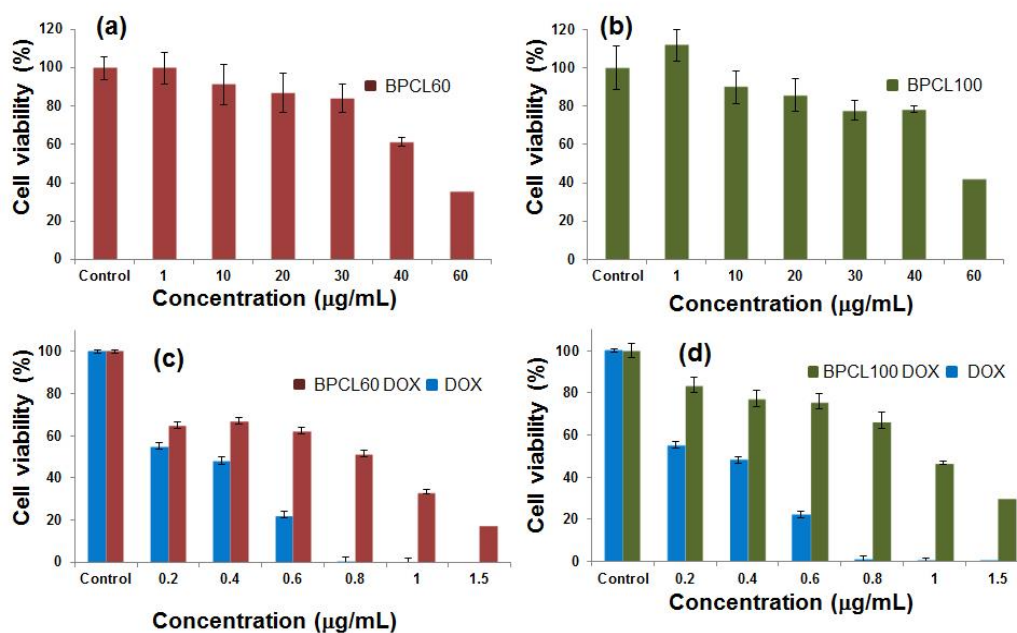 (a)
BPCL60
Cell viability (%)
120
100
80
60
40
20
0
Control 1 10 20 30 40 60
Concentration (µg/mL)
(b)
BPCL100
Cell viability (%)
120
100
80
60
40
20
0
Control 1 10 20 30 40 60
Concentration (µg/mL)
(c)
BPCL60 DOX DOX
Cell viability (%)
100
80
60
40
20
0
Control 0.2 0.4 0.6 0.8 1 1.5
Concentration (µg/mL)
(d)
BPCL100 DOX DOX
Cell viability (%)
100
80
60
40
20
0
Control 0.2 0.4 0.6 0.8 1 1.5
Concentration (µg/mL)